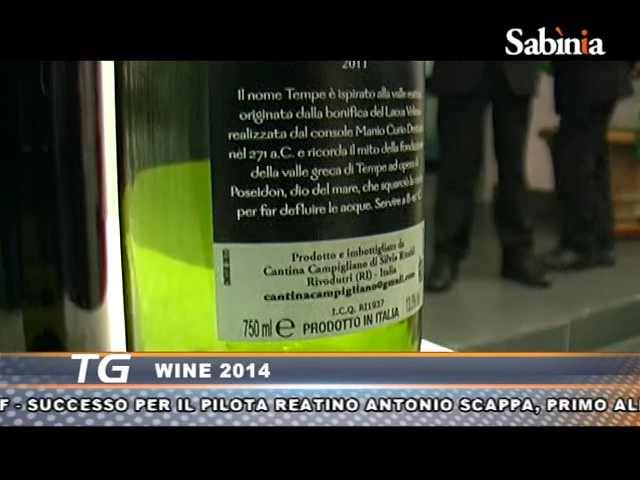 Sabinia
2011
Il nome Tempe è ispirato alla valle
originata dalla bonifica del
realizzata dal console Manio Curio
nel 271 a.C. e ricorda il mito della
della valle greca di Tempe ad opera
Poseidon, dio del mare, che squarciò
per far defluire le acque. Servire a
Prodotto e imbottigliato da
Cantina Campigliano di Silvia
Rivodutri (RI) - Italia
cantinacampigliano@gmail.com
I.C.Q. RI1937
750 ml e PRODOTTO IN ITALIA
TG WINE 2014
F - SUCCESSO PER IL PILOTA REATINO ANTONIO SCAPPA, PRIMO AL